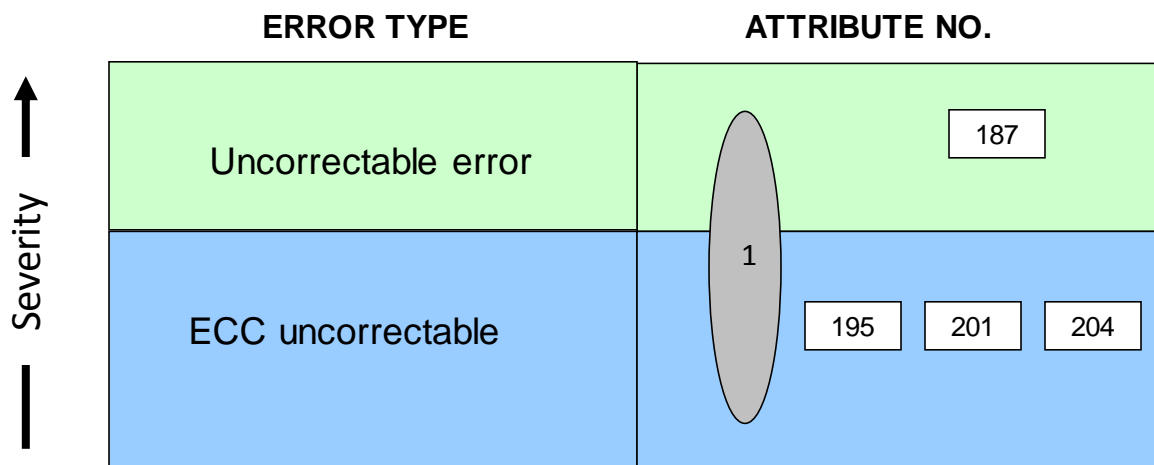 ERROR TYPE
ATTRIBUTE NO.
Severity
Uncorrectable error
187
1
ECC uncorrectable
195
201
204